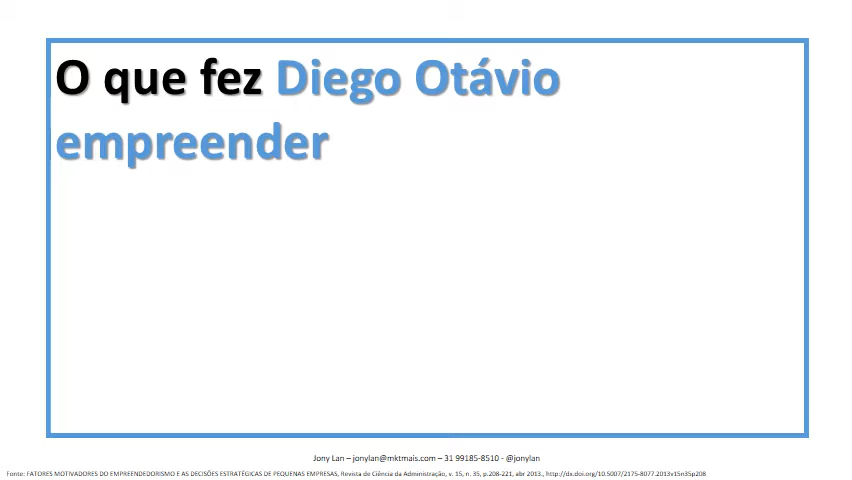 O que fez Diego Otávio
empreender
Jony Lan – jonylan@mktmais.com – 31 99185-8510 - @jonylan
Fonte: FATORES MOTIVADORES DO EMPREENDEDORISMO E AS DECISÕES ESTRATÉGICAS DE PEQUENAS EMPRESAS, Revista de Ciência da Administração, v. 15, n. 35, p.208-221, abr 2013., http://dx.doi.org/10.5007/2175-8077.2013v15n35p208